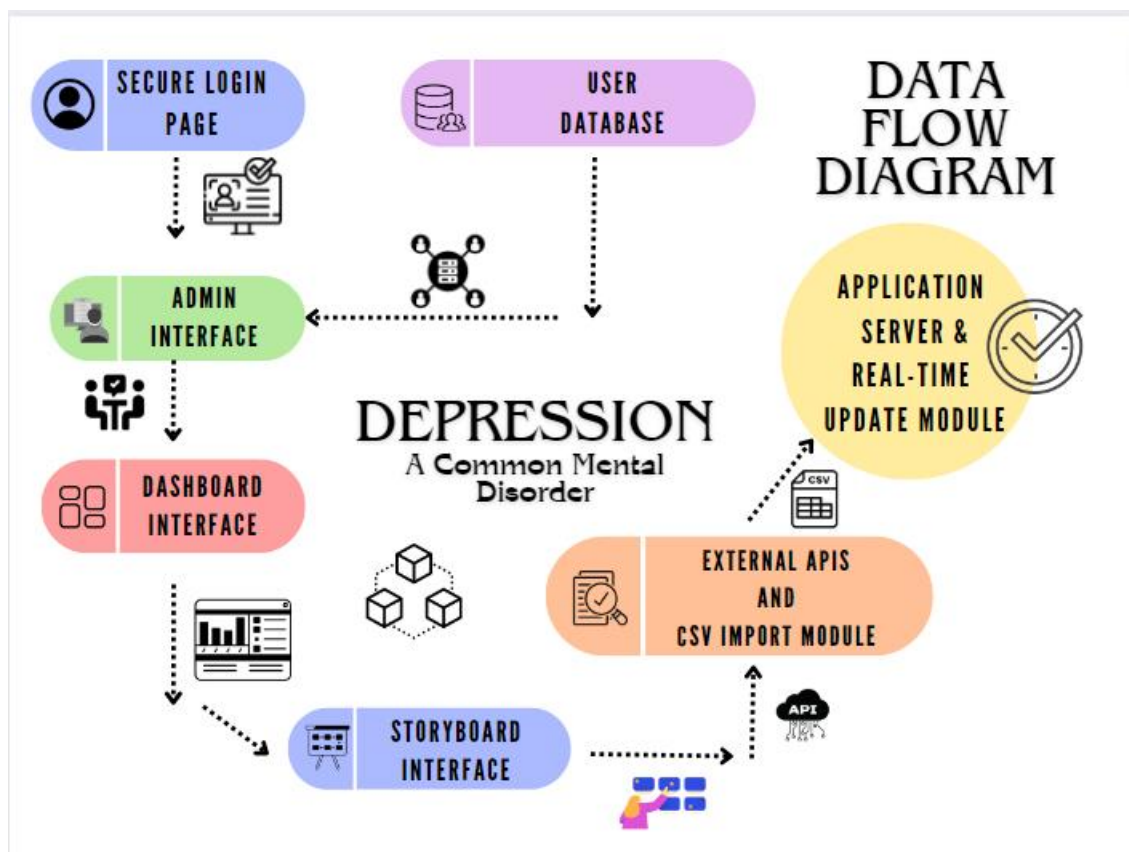 SECURE LOGIN
PAGE
USER
DATABASE
DATA
FLOW
DIAGRAM
ADMIN
INTERFACE
APPLICATION
SERVER &
REAL-TIME
UPDATE MODULE
DEPRESSION
A Common Mental
Disorder
DASHBOARD
INTERFACE
CSV
EXTERNAL APIS
AND
CSV IMPORT MODULE
API
STORYBOARD
INTERFACE